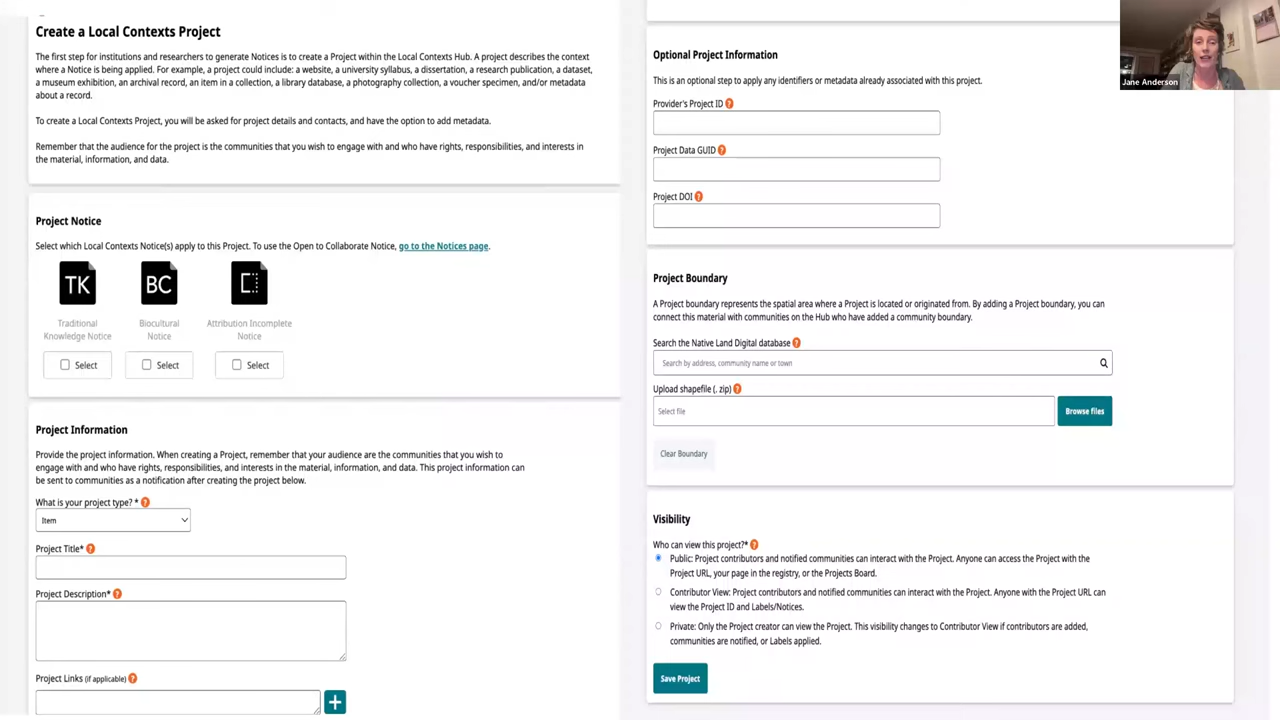 Create a Local Contexts Project
The first step for institutions and researchers to generate Notices is to create a Project within the Local Contexts Hub. A project describes the context
where a Notice is being applied. For example, a project could include: a website, a university syllabus, a dissertation, a research publication, a dataset,
a museum exhibition, an archival record, an item in a collection, a library database, a photography collection, a voucher specimen, and/or metadata
about a record.
To create a Local Contexts Project, you will be asked for project details and contacts, and have the option to add metadata.
Remember that the audience for the project is the communities that you wish to engage with and who have rights, responsibilities, and interests in
the material, information, and data.
Project Notice
Select which Local Contexts Notice(s) apply to this Project. To use the Open to Collaborate Notice, go to the Notices page.
TK
BC
Traditional
Knowledge Notice
Biocultural
Notice
Attribution Incomplete
Notice
Select
Select
Select
Project Information
Provide the project information. When creating a Project, remember that your audience are the communities that you wish to
engage with and who have rights, responsibilities, and interests in the material, information, and data. This project information can
be sent to communities as a notification after creating the project below.
What is your project type? * ?
Item
Project Title* ?
Project Description* ?
Project Links (if applicable) ?
+
Optional Project Information
This is an optional step to apply any identifiers or metadata already associated with this project.
Provider's Project ID ?
Project Data GUID ?
Project DOI ?
Project Boundary
A Project boundary represents the spatial area where a Project is located or originated from. By adding a Project boundary, you can
connect this material with communities on the Hub who have added a community boundary.
Search the Native Land Digital database ?
Search by address, community name or town
Upload shapefile (. zip) ?
Select file
Browse files
Clear Boundary
Visibility
Who can view this project?* ?
Public: Project contributors and notified communities can interact with the Project. Anyone can access the Project with the
Project URL, your page in the registry, or the Projects Board.
Contributor View: Project contributors and notified communities can interact with the Project. Anyone with the Project URL can
view the Project ID and Labels/Notices.
Private: Only the Project creator can view the Project. This visibility changes to Contributor View if contributors are added,
communities are notified, or Labels applied.
Save Project
Jane Anderson